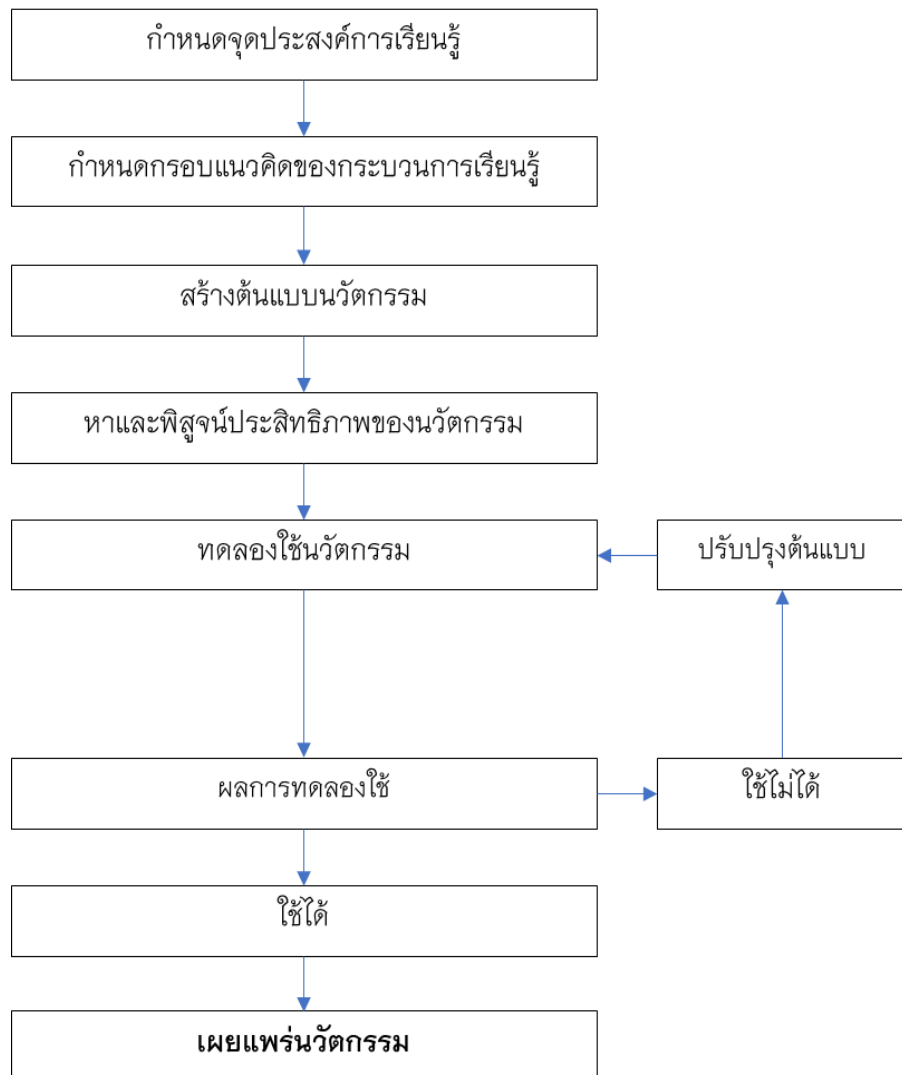 กำหนดจุดประสงค์การเรียนรู้
กำหนดกรอบแนวคิดของกระบวนการเรียนรู้
สร้างต้นแบบนวัตกรรม
หาและพิสูจน์ประสิทธิภาพของนวัตกรรม
ทดลองใช้นวัตกรรม
ปรับปรุงต้นแบบ
ผลการทดลองใช้
ใช้ไม่ได้
ใช้ได้
เผยแพร่นวัตกรรม